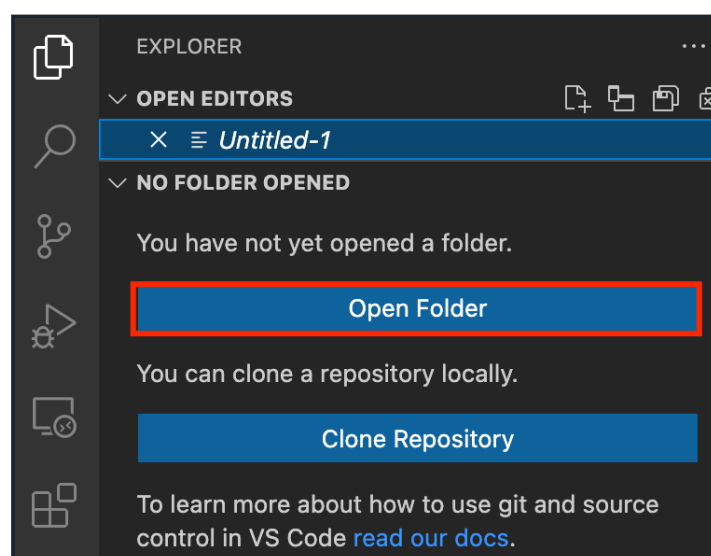 EXPLORER
OPEN EDITORS
Untitled-1
NO FOLDER OPENED
You have not yet opened a folder.
Open Folder
You can clone a repository locally.
Clone Repository
To learn more about how to use git and source
control in VS Code read our docs.